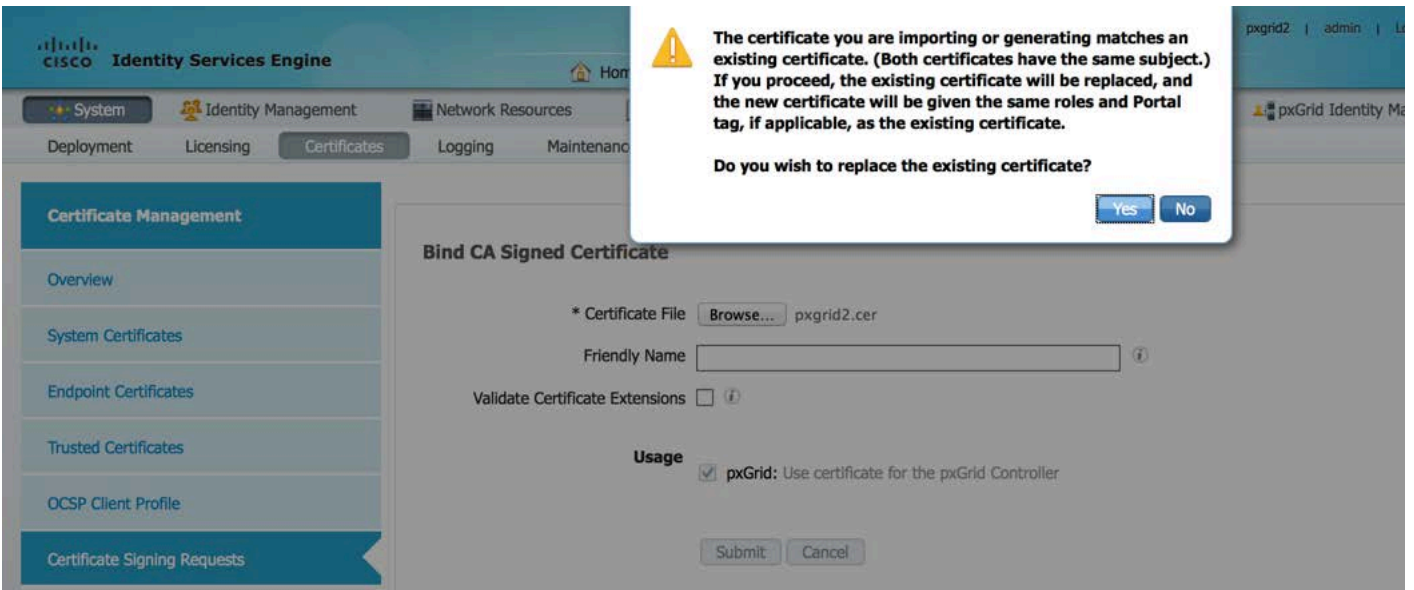 cisco Identity Services Engine
Hom
pxgrid2 | admin | Lo
System
Identity Management
Network Resources
pxGrid Identity Ma
Deployment
Licensing
Certificates
Logging
Maintenanc
The certificate you are importing or generating matches an
existing certificate. (Both certificates have the same subject.)
If you proceed, the existing certificate will be replaced, and
the new certificate will be given the same roles and Portal
tag, if applicable, as the existing certificate.
Do you wish to replace the existing certificate?
Yes
No
Certificate Management
Overview
System Certificates
Endpoint Certificates
Trusted Certificates
OCSP Client Profile
Certificate Signing Requests
Bind CA Signed Certificate
* Certificate File Browse... pxgrid2.cer
Friendly Name
Validate Certificate Extensions
Usage
pxGrid: Use certificate for the pxGrid Controller
Submit
Cancel